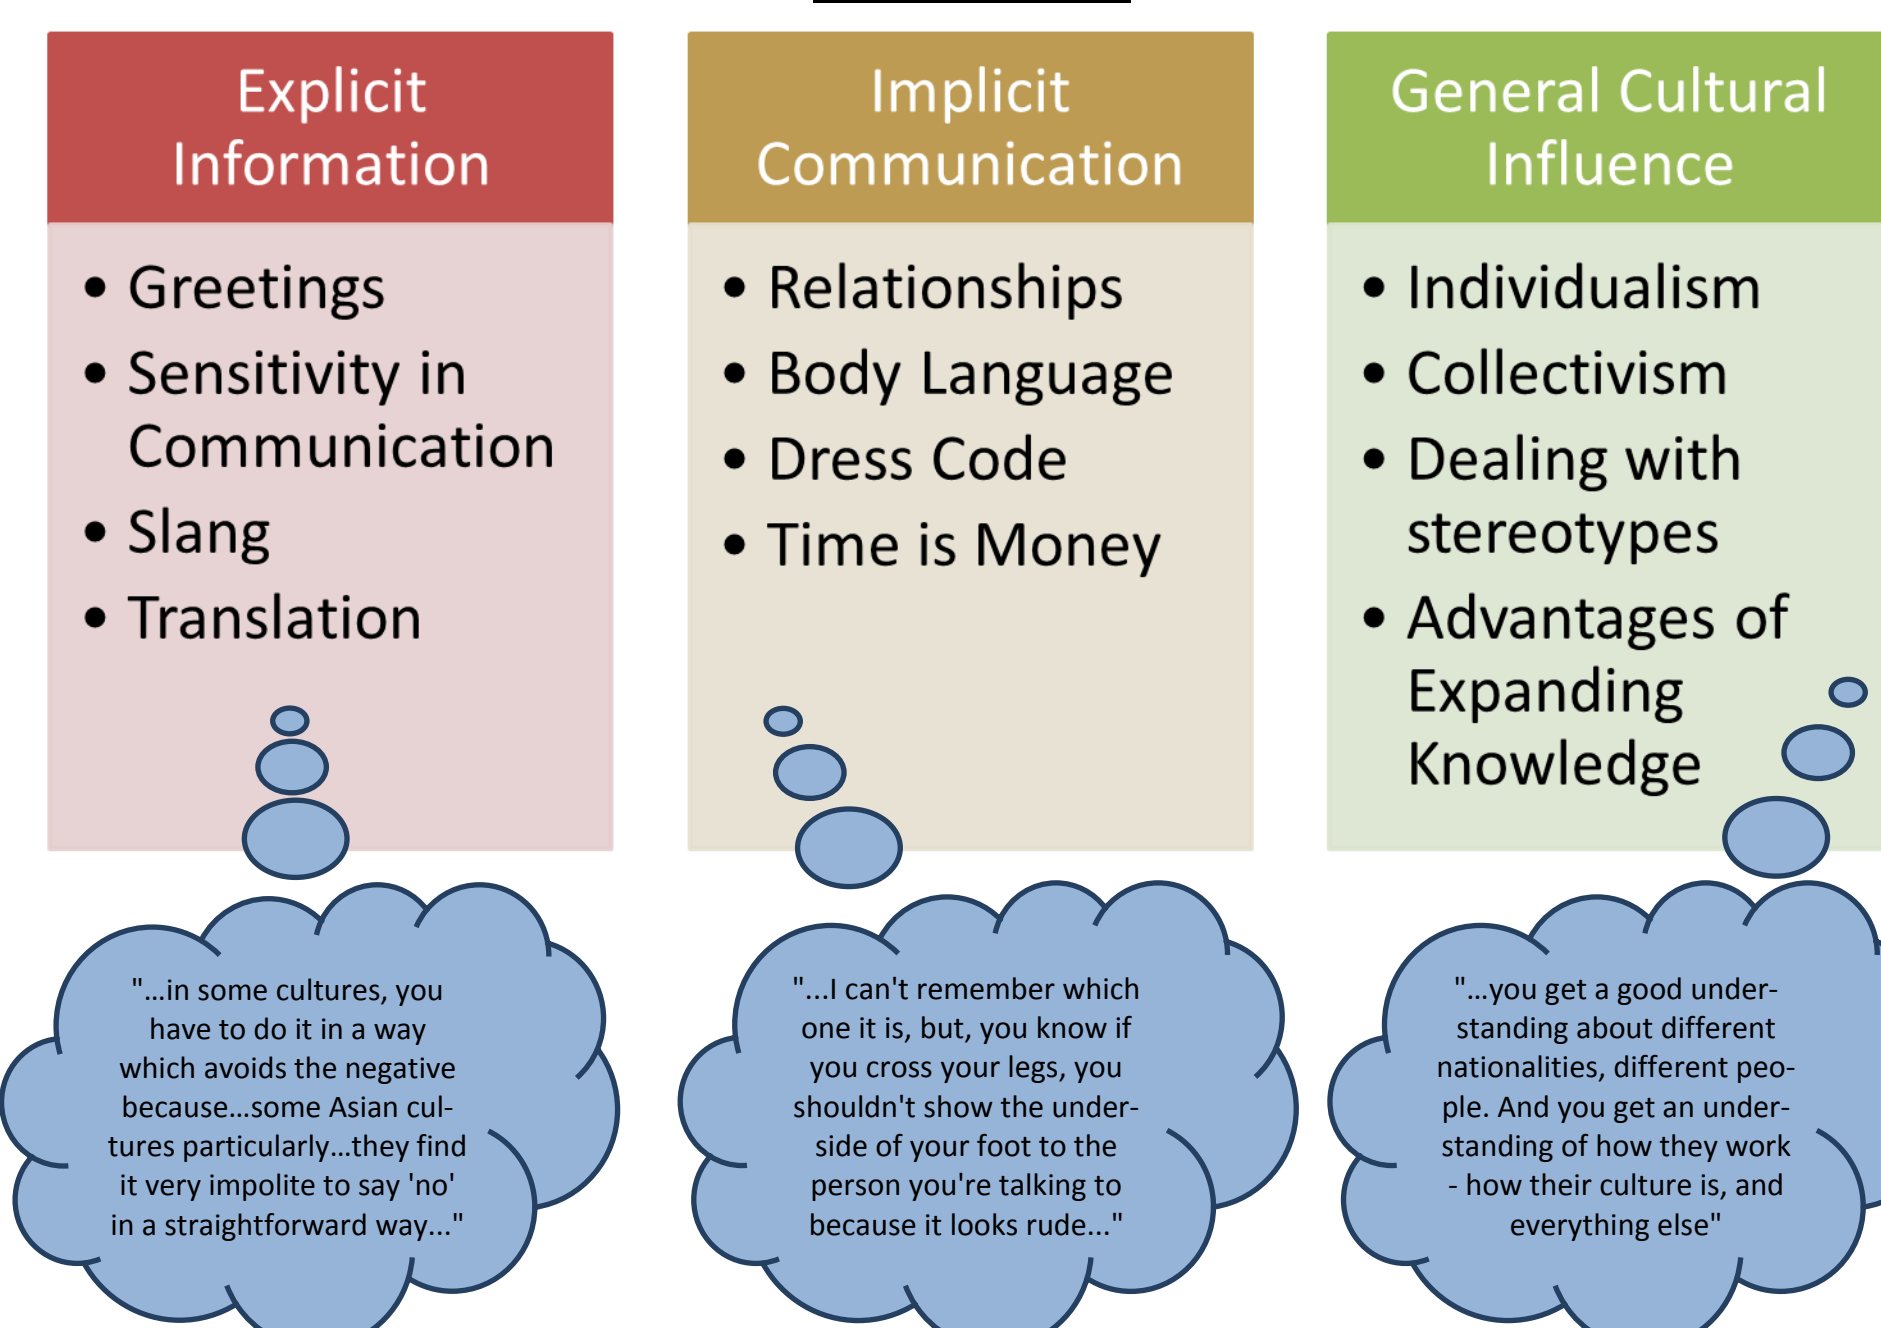 Explicit
Information
• Greetings
• Sensitivity in
Communication
• Slang
• Translation
"...in some cultures, you
have to do it in a way
which avoids the negative
because...some Asian cul-
tures particularly...they find
it very impolite to say 'no'
in a straightforward way..."
Implicit
Communication
• Relationships
• Body Language
• Dress Code
• Time is Money
"...I can't remember which
one it is, but, you know if
you cross your legs, you
shouldn't show the under-
side of your foot to the
person you're talking to
because it looks rude..."
General Cultural
Influence
• Individualism
• Collectivism
• Dealing with
stereotypes
• Advantages of
Expanding
Knowledge
"...you get a good under-
standing about different
nationalities, different peo-
ple. And you get an under-
standing of how they work
- how their culture is, and
everything else"